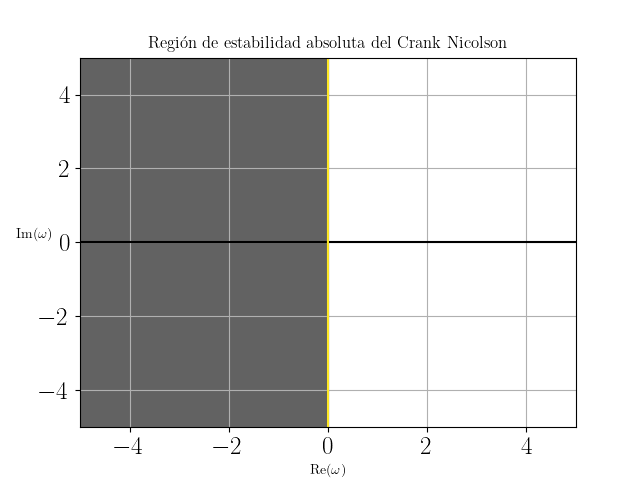 Región de estabilidad absoluta del Crank Nicolson
4
2
Im(ω)
0
−2
−4
−4 −2 0 2 4
Re(ω)